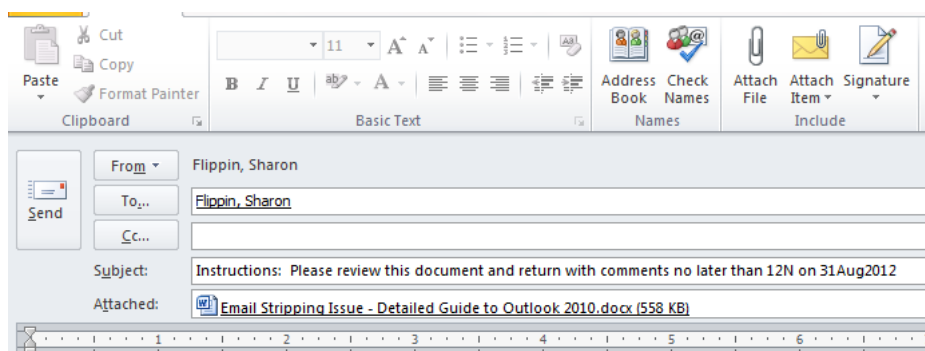 Cut
Copy
Paste
Format Painter
Clipboard
11
A A
B I U ab A
Basic Text
Address Book
Check Names
Names
Attach File
Attach Item
Signature
Include
Send
From
Flippin, Sharon
To...
Flippin, Sharon
Cc...
Subject:
Instructions: Please review this document and return with comments no later than 12N on 31Aug2012
Attached:
Email Stripping Issue - Detailed Guide to Outlook 2010.docx (558 KB)
1 2 3 4 5 6